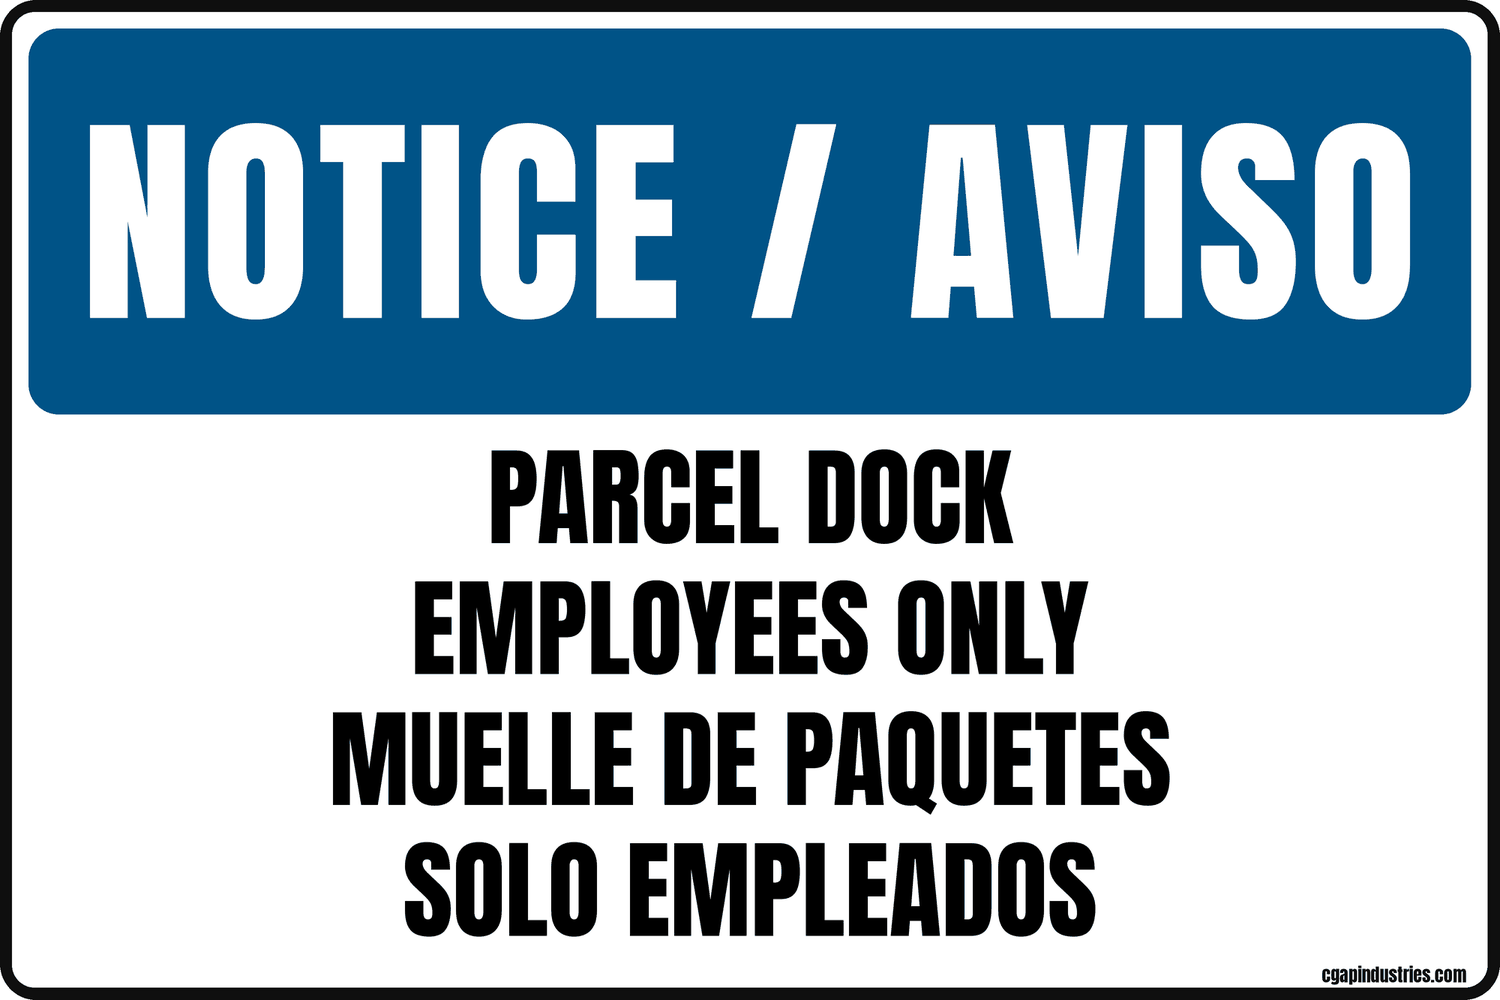 NOTICE / AVISO
PARCEL DOCK
EMPLOYEES ONLY
MUELLE DE PAQUETES
SOLO EMPLEADOS
cgapindustries.com